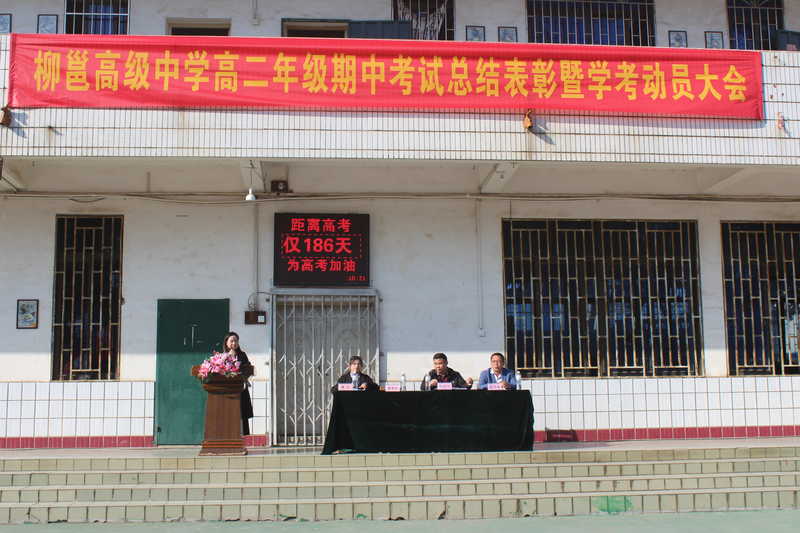 柳邕高级中学高二年级期中考试总结表彰暨学考动员大会
距离高考
仅186天
为高考加油